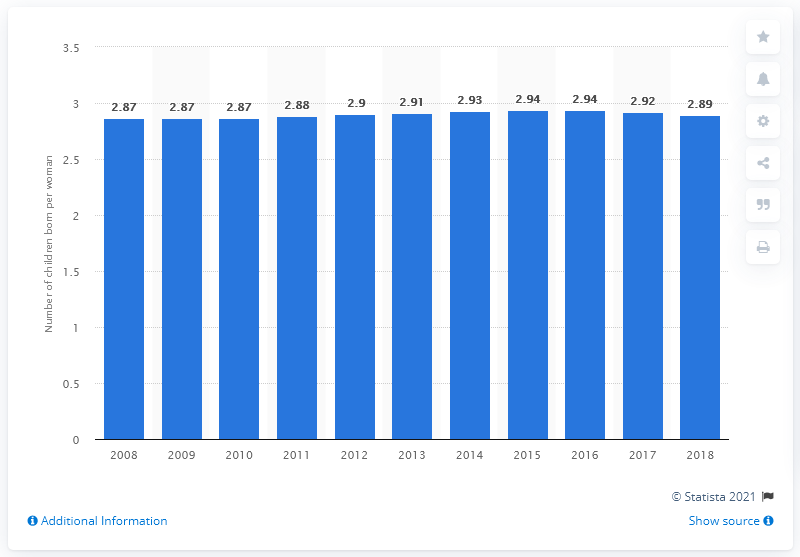 3.5
3
2.5
2
1.5
1
0.5
0
Number of children born per woman
2.87 2.87 2.87 2.88 2.9 2.91 2.93 2.94 2.94 2.92 2.89
2008 2009 2010 2011 2012 2013 2014 2015 2016 2017 2018
© Statista 2021
Additional Information
Show source